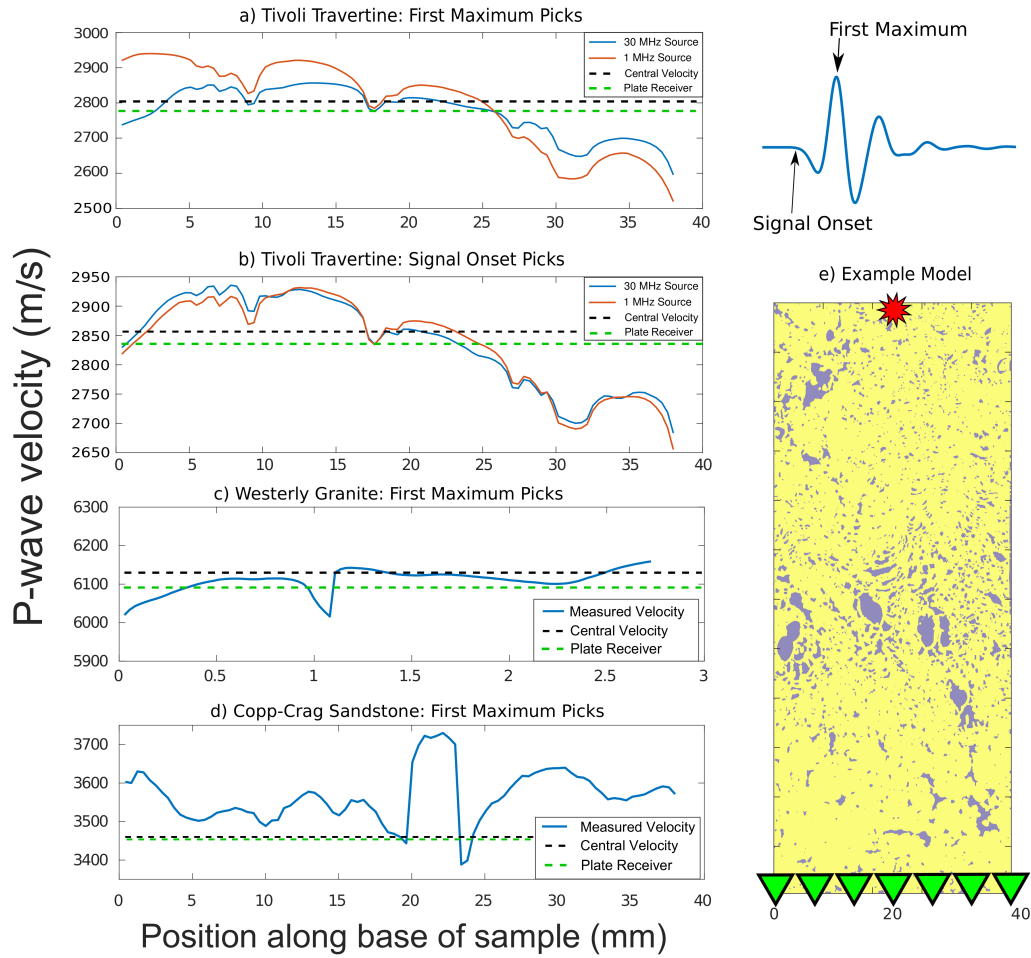 a) Tivoli Travertine: First Maximum Picks
3000
2900
2800
2700
2600
2500
0 5 10 15 20 25 30 35 40
30 MHz Source
1 MHz Source
Central Velocity
Plate Receiver
First Maximum
Signal Onset
b) Tivoli Travertine: Signal Onset Picks
2950
2900
2850
2800
2750
2700
2650
0 5 10 15 20 25 30 35 40
30 MHz Source
1 MHz Source
Central Velocity
Plate Receiver
P-wave velocity (m/s)
c) Westerly Granite: First Maximum Picks
6300
6200
6100
6000
5900
0 0.5 1 1.5 2 2.5 3
Measured Velocity
Central Velocity
Plate Receiver
d) Copp-Crag Sandstone: First Maximum Picks
3700
3600
3500
3400
0 5 10 15 20 25 30 35 40
Measured Velocity
Central Velocity
Plate Receiver
Position along base of sample (mm)
e) Example Model
0 20 40